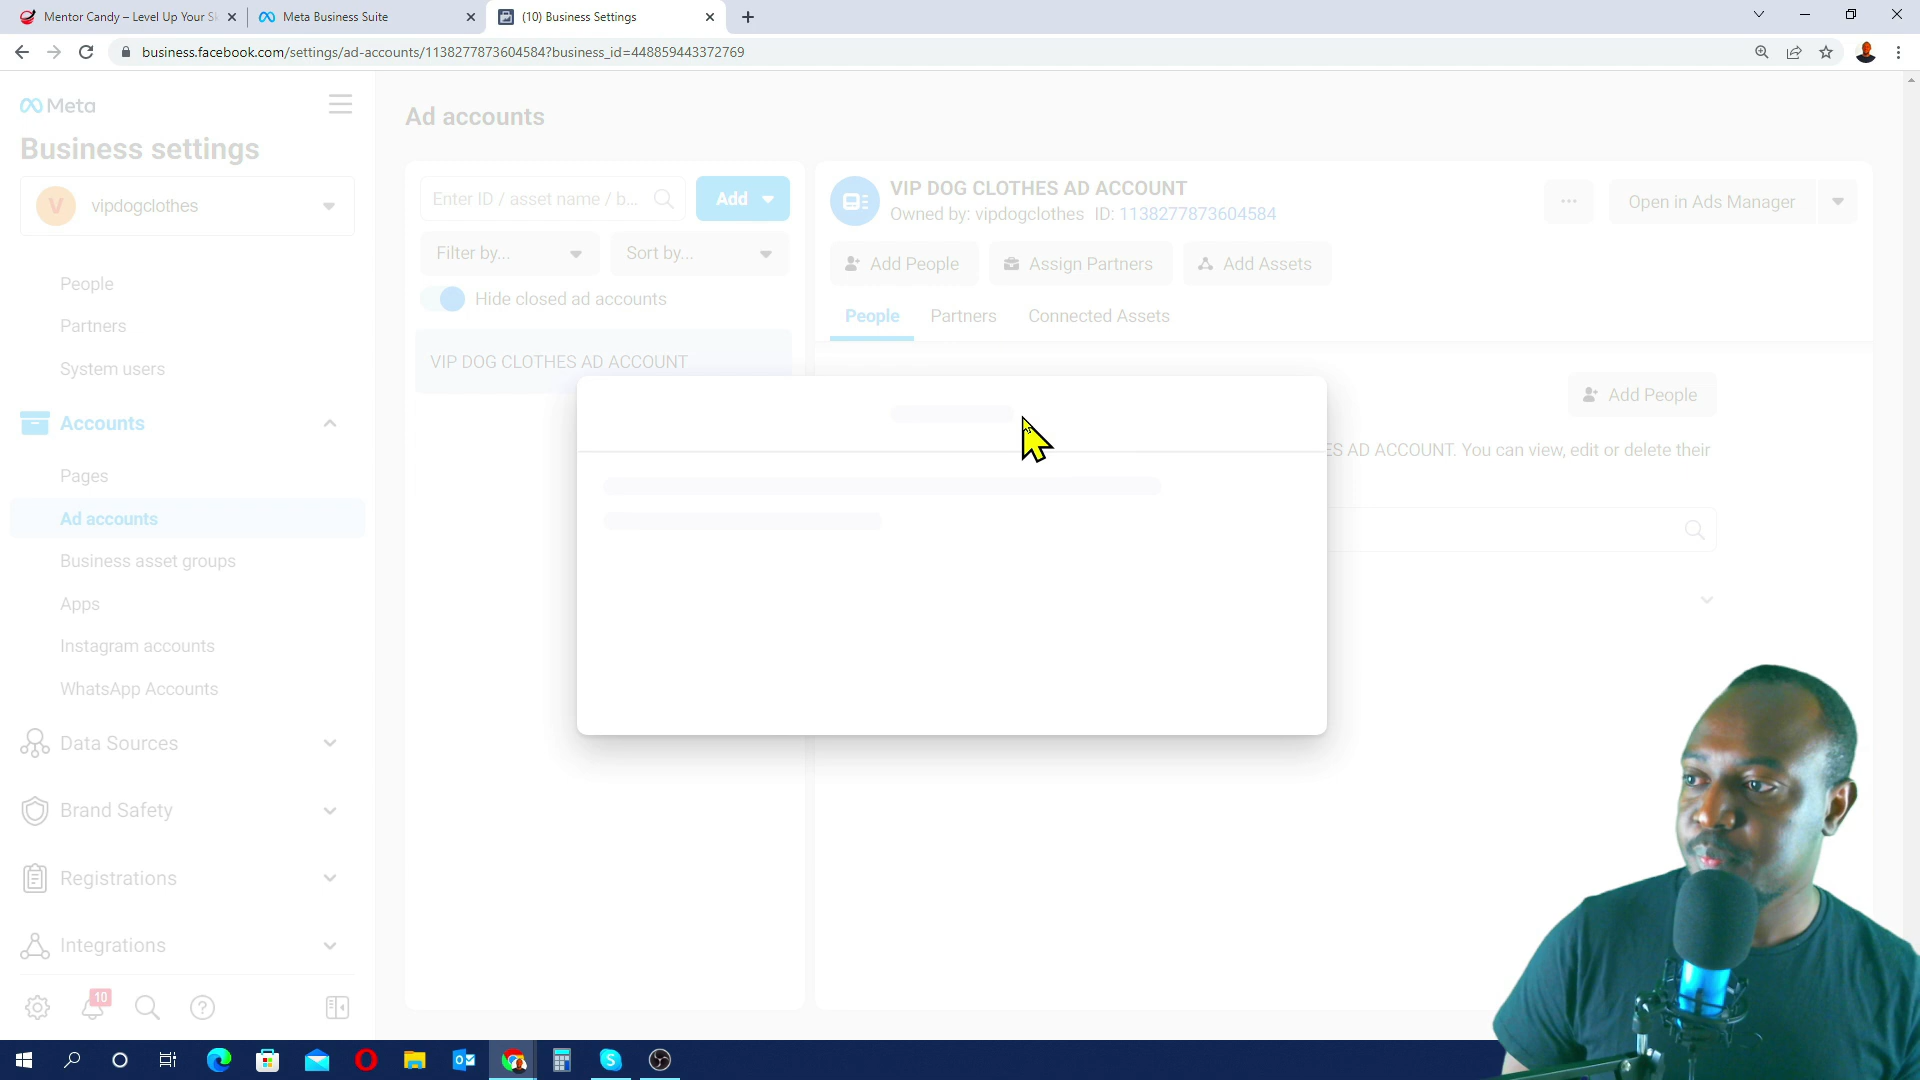 Mentor Candy – Level Up Your Sk
Meta Business Suite
(10) Business Settings
business.facebook.com/settings/ad-accounts/1138277873604584?business_id=448859443372769
Meta
Business settings
V
vipdogclothes
People
Partners
System users
Accounts
Pages
Ad accounts
Business asset groups
Apps
Instagram accounts
WhatsApp Accounts
Data Sources
Brand Safety
Registrations
Integrations
10
Ad accounts
Enter ID / asset name / b...
Add
Filter by...
Sort by...
Hide closed ad accounts
VIP DOG CLOTHES AD ACCOUNT
VIP DOG CLOTHES AD ACCOUNT
Owned by: vipdogclothes ID: 1138277873604584
Open in Ads Manager
Add People
Assign Partners
Add Assets
People
Partners
Connected Assets
Add People
ES AD ACCOUNT. You can view, edit or delete their